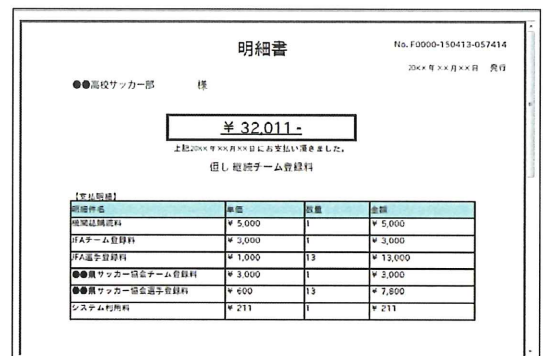 明細書
No. F0000-150413-057414
20××年××月××日 発行
●●高校サッカー部 様
¥ 32,011 -
上記20××年××月××日にお支払い頂きました。
但し 継続チーム登録料
【支払明細】
明細件名 単価 数量 金額
機関誌購読料 ¥ 5,000 1 ¥ 5,000
JFAチーム登録料 ¥ 3,000 1 ¥ 3,000
JFA選手登録料 ¥ 1,000 13 ¥ 13,000
●●県サッカー協会チーム登録料 ¥ 3,000 1 ¥ 3,000
●●県サッカー協会選手登録料 ¥ 600 13 ¥ 7,800
システム利用料 ¥ 211 1 ¥ 211